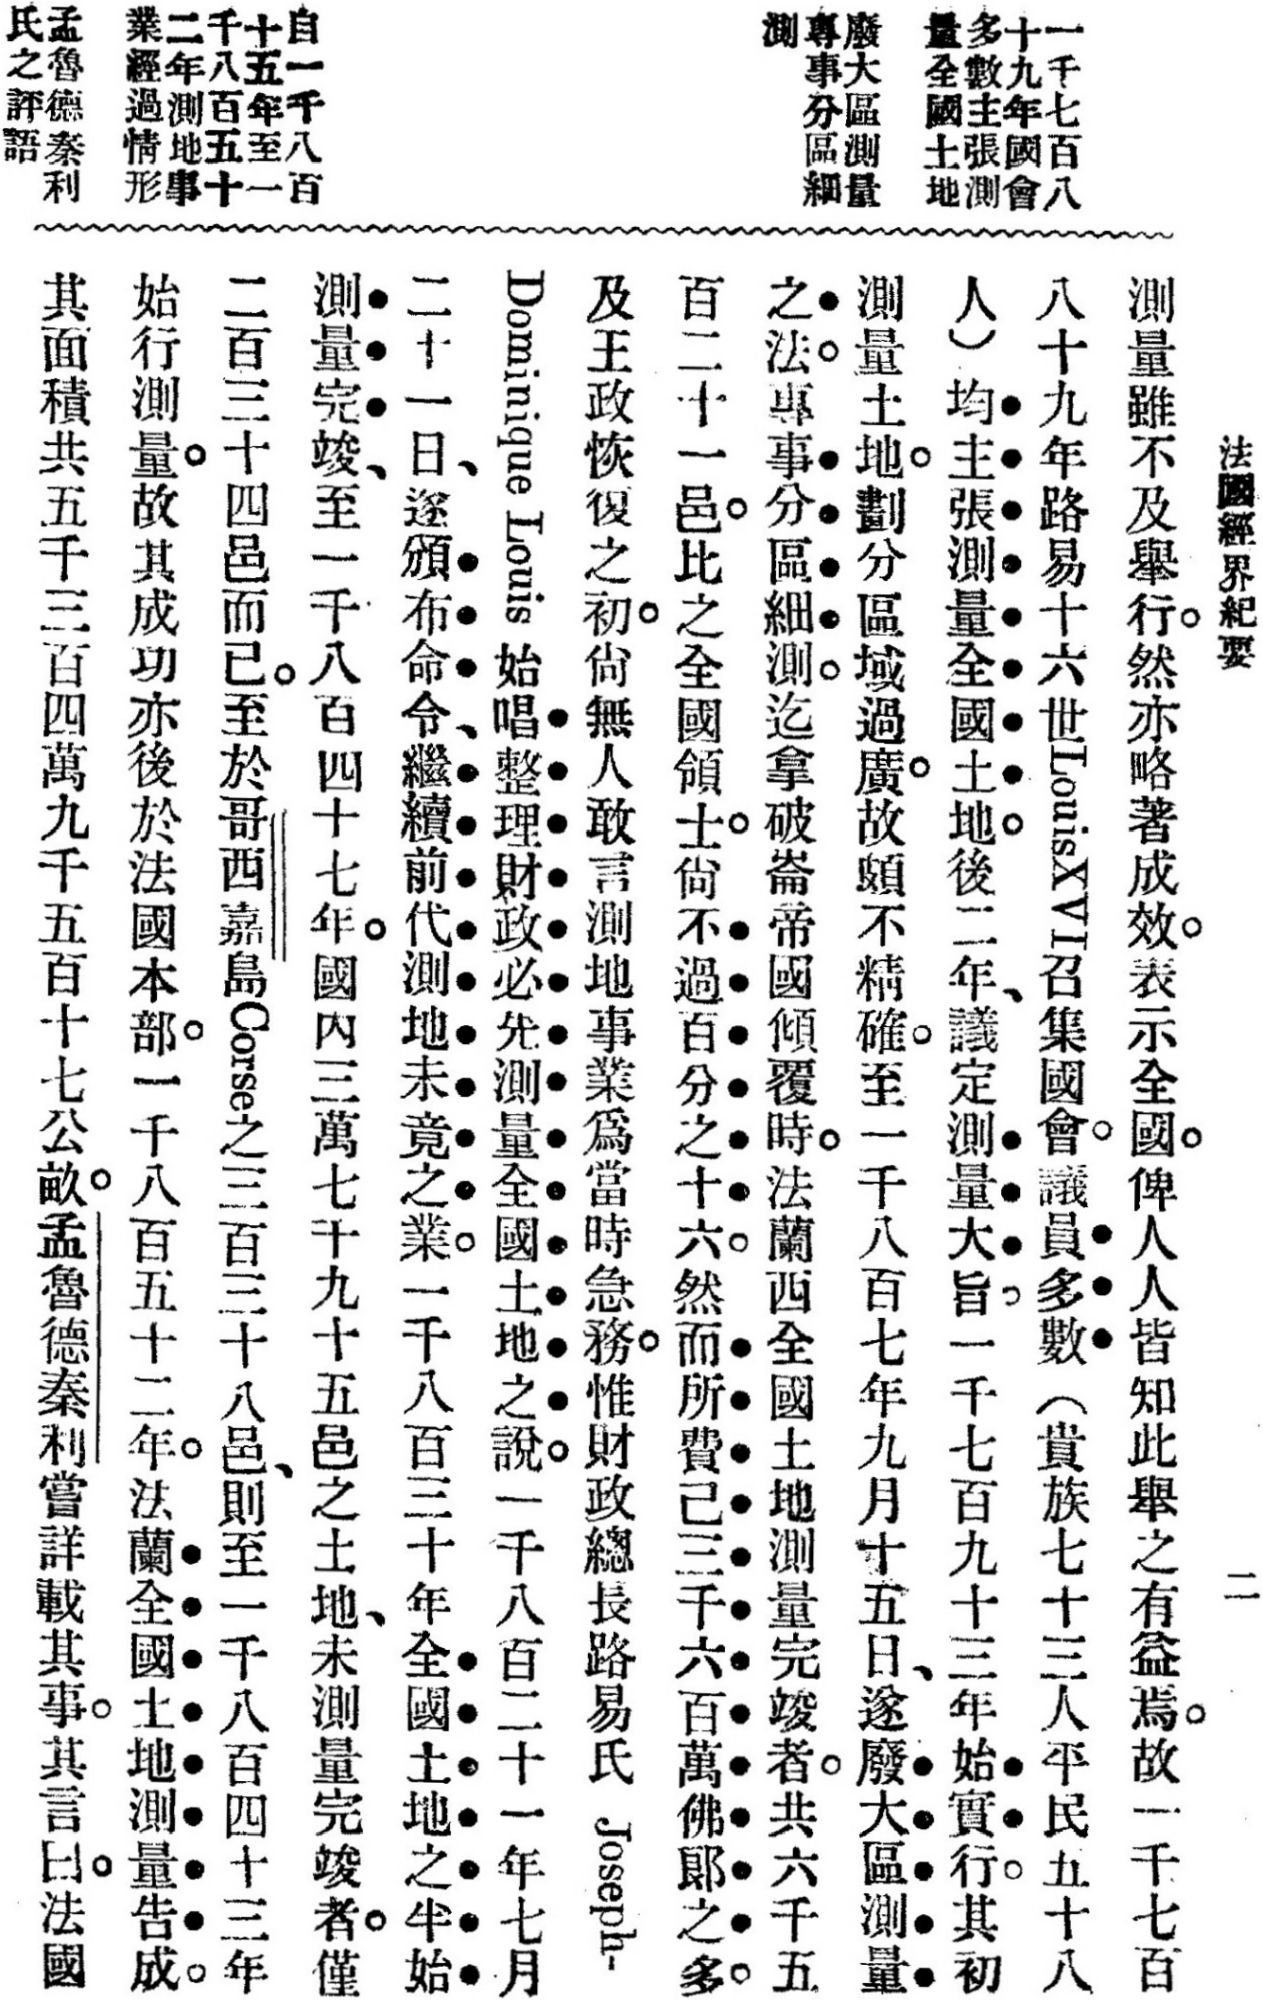 法國經界紀要
二
一千七百八
十九年國會
多數主張測
量全國土地
廢大區測量
專事分區細
測
自一千八百
十五年至一
千八百五十
二年測地事
業經過情形
孟魯德秦利
氏之評語
測量雖不及舉行。然亦略著成效。表示全國。俾人人皆知此舉之有益焉。故一千七百
八十九年路易十六世Louis XVI召集國會。議員多數(貴族七十三人平民五十八
人)均主張測量全國土地。後二年、議定測量大旨。一千七百九十三年始實行。其初
測量土地。劃分區域過廣。故頗不精確。至一千八百七年九月十五日、遂廢大區測量
之法。專事分區細測。迄拿破崙帝國傾覆時。法蘭西全國土地測量完竣者。共六千五
百二十一邑。比之全國領士。尙不過百分之十六。然而所費已三千六百萬佛郞之多。
及王政恢復之初。尙無人敢言測地事業爲當時急務。惟財政總長路易氏 Joseph-
Dominique Louis 始唱整理財政必先測量全國土地之說。一千八百二十一年七月
二十一日、遂頒布命令、繼續前代測地未竟之業。一千八百三十年全國土地之半始
測量完竣、至一千八百四十七年。國內三萬七千九十五邑之土地、未測量完竣者。僅
二百三十四邑而已。至於哥西嘉島Corse之三百三十八邑、則至一千八百四十三年
始行測量。故其成功亦後於法國本部。一千八百五十二年。法蘭全國土地測量告成。
其面積共五千三百四萬九千五百十七公畝。孟魯德秦利嘗詳載其事。其言曰。法國